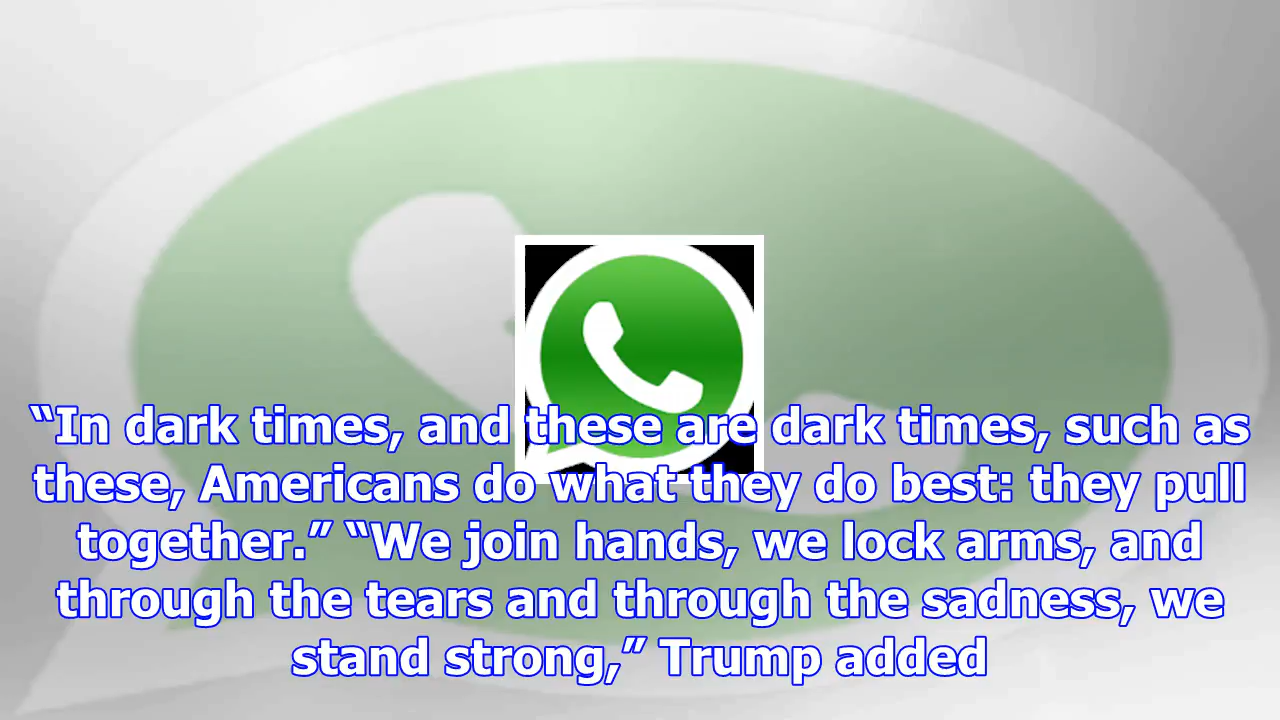 “In dark times, and these are dark times, such as
these, Americans do what they do best: they pull
together.” “We join hands, we lock arms, and
through the tears and through the sadness, we
stand strong,” Trump added